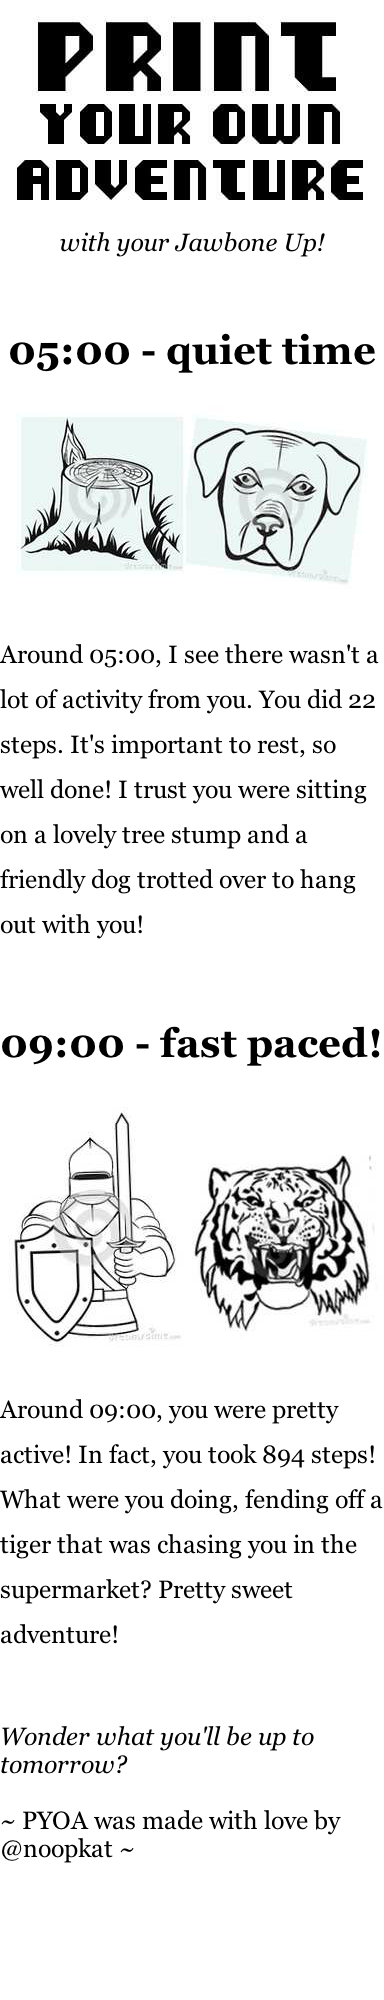 PRINT
YOUR OWN
ADVENTURE
with your Jawbone Up!
05:00 - quiet time
Around 05:00, I see there wasn't a
lot of activity from you. You did 22
steps. It's important to rest, so
well done! I trust you were sitting
on a lovely tree stump and a
friendly dog trotted over to hang
out with you!
09:00 - fast paced!
Around 09:00, you were pretty
active! In fact, you took 894 steps!
What were you doing, fending off a
tiger that was chasing you in the
supermarket? Pretty sweet
adventure!
Wonder what you'll be up to
tomorrow?
~ PYOA was made with love by
@noopkat ~